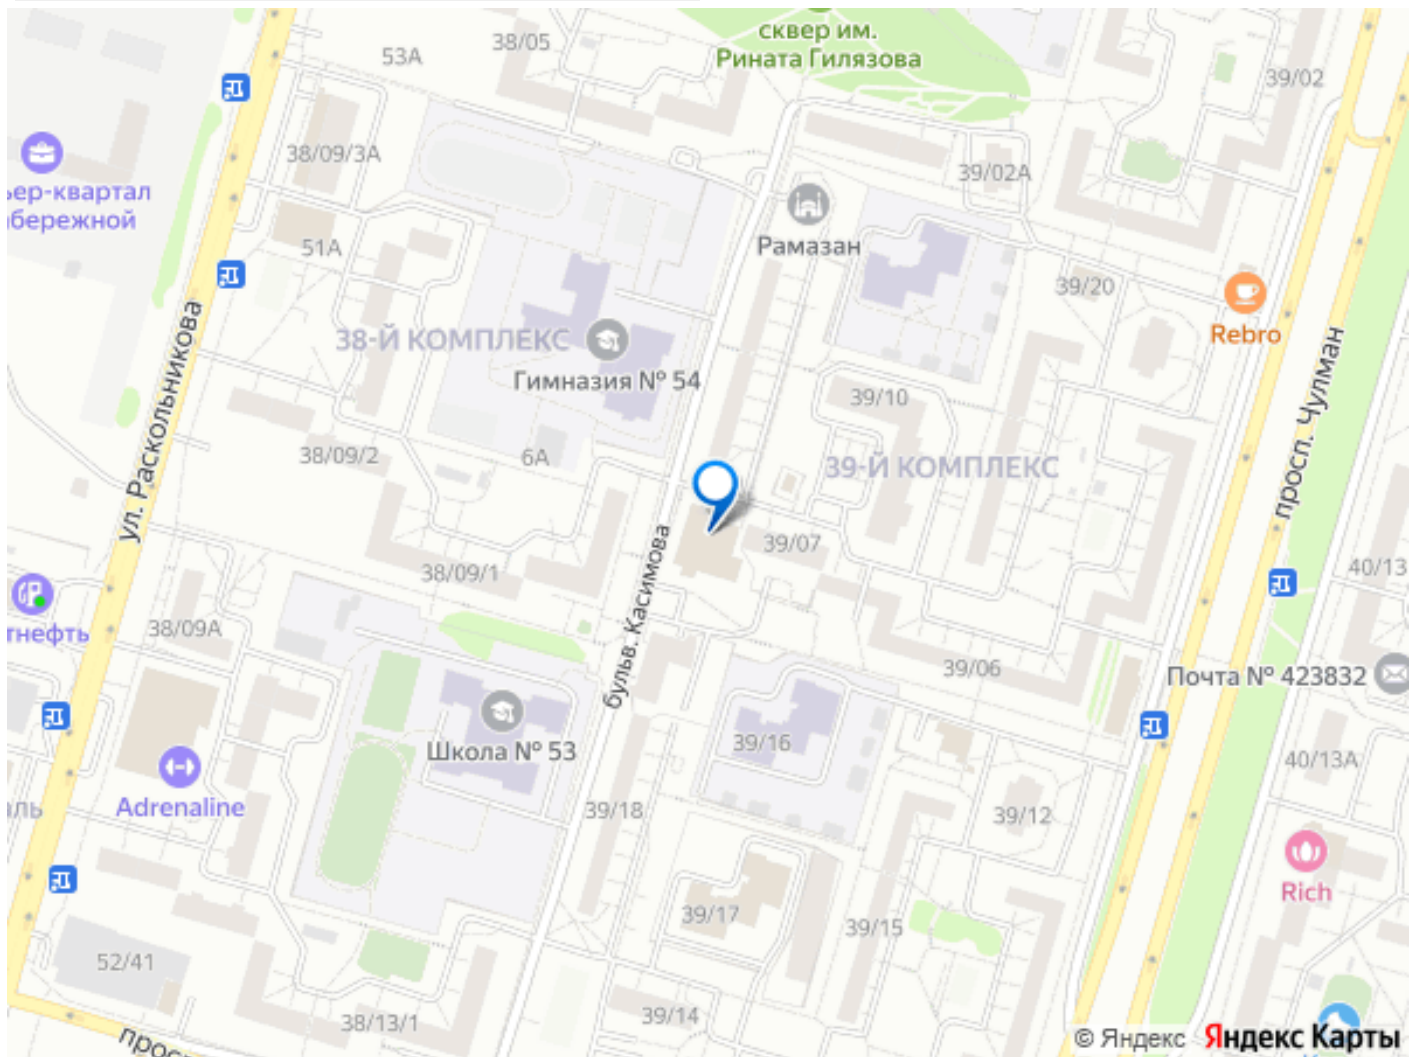 сквер им.
Рината Гилязова
38/05
53А
39/02
38/09/3А
ьер-квартал
бережной
39/02А
Рамазан
51А
39/20
Rebro
38-Й КОМПЛЕКС
Гимназия № 54
ул. Раскольникова
просп. Чулман
39/10
38/09/2
6А
39-Й КОМПЛЕКС
39/07
38/09/1
бульв. Касимова
40/13
тнефть
38/09А
39/06
Почта № 423832
Школа № 53
39/16
40/13А
Adrenaline
39/18
39/12
Rich
39/17
39/15
52/41
38/13/1
39/14
© Яндекс Яндекс Карты